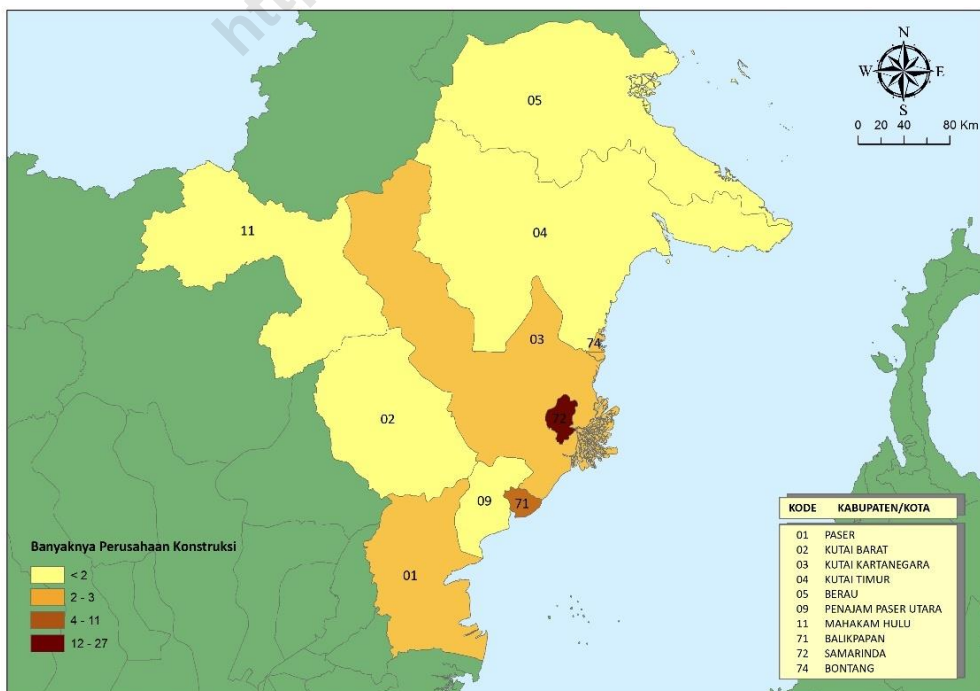 htt
N
W E
S
0 20 40 80 Km
05
11
04
03
74
02
72
09
71
01
Banyaknya Perusahaan Konstruksi
< 2
2 - 3
4 - 11
12 - 27
KODE KABUPATEN/KOTA
01 PASER
02 KUTAI BARAT
03 KUTAI KARTANEGARA
04 KUTAI TIMUR
05 BERAU
09 PENAJAM PASER UTARA
11 MAHAKAM HULU
71 BALIKPAPAN
72 SAMARINDA
74 BONTANG